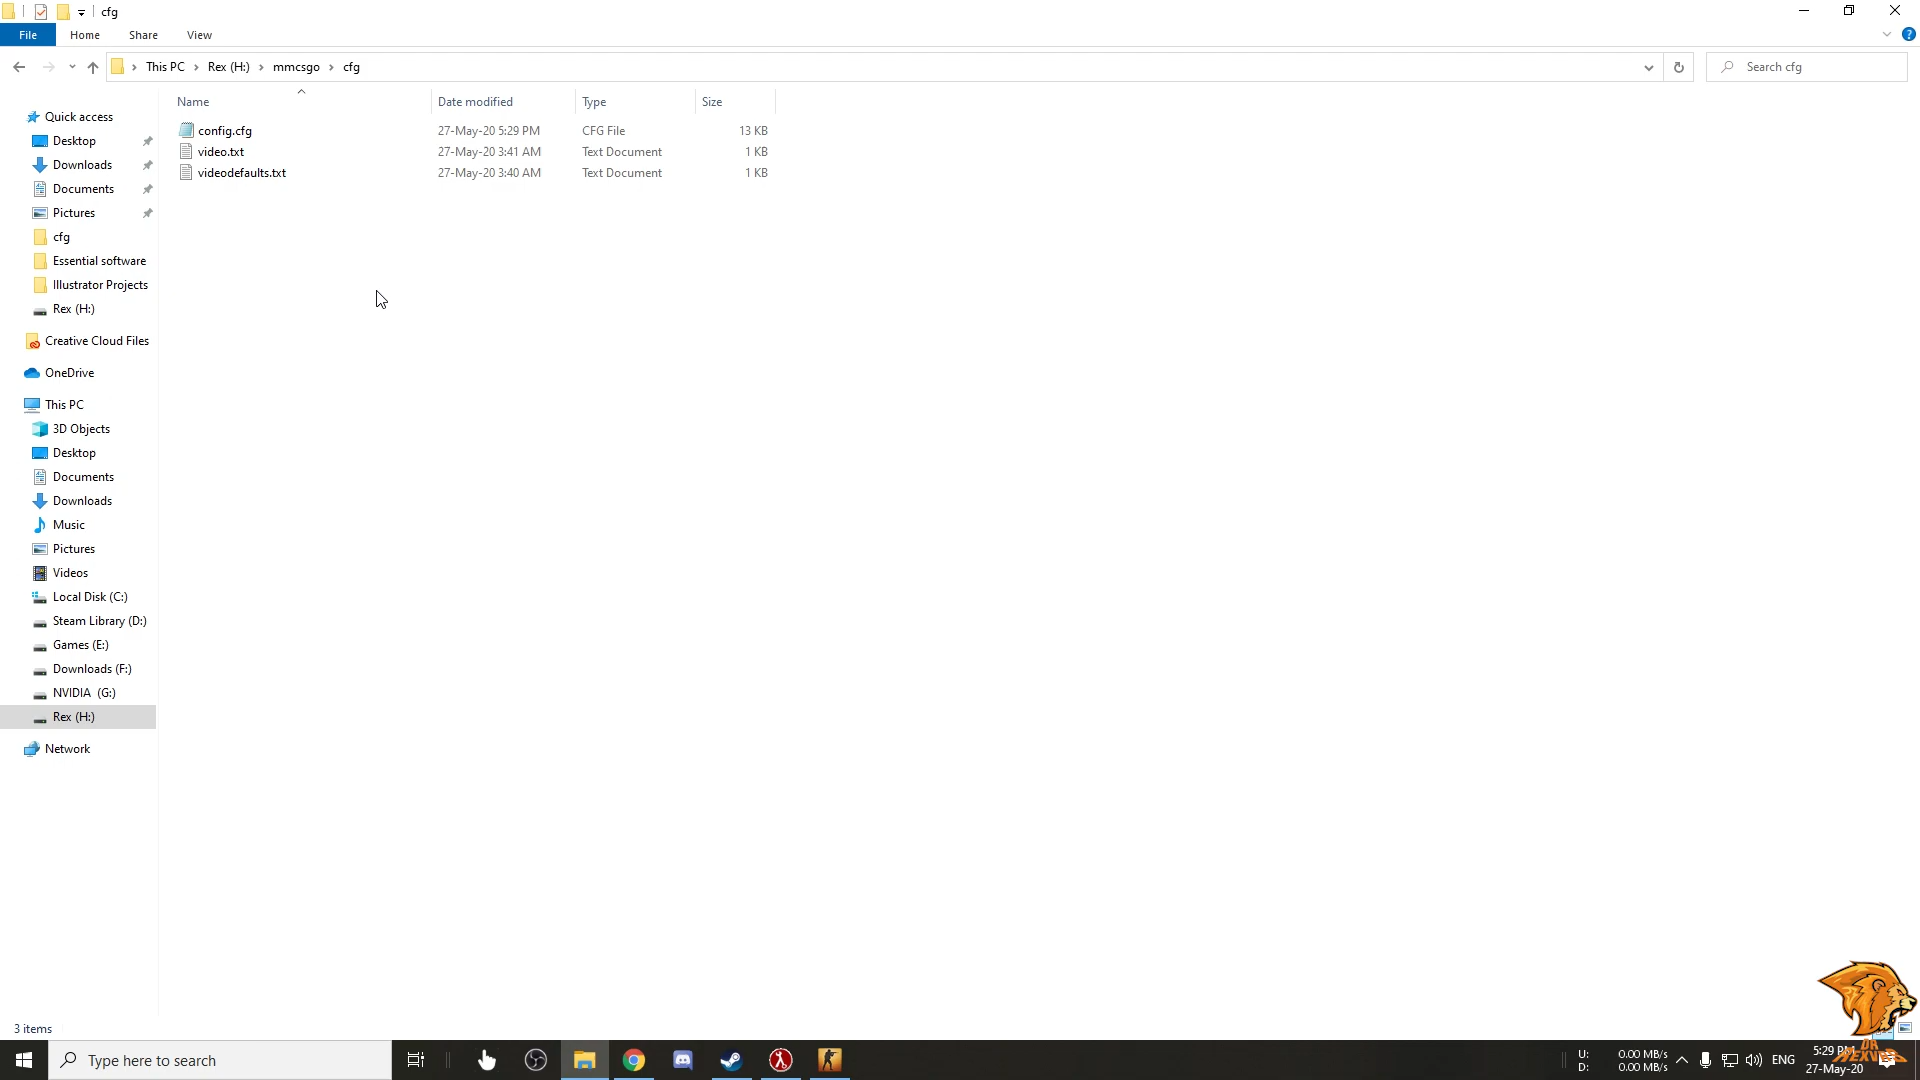 cfg
File Home Share View
This PC Rex (H:) mmcsgo cfg
Search cfg
Name Date modified Type Size
config.cfg 27-May-20 5:29 PM CFG File 13 KB
video.txt 27-May-20 3:41 AM Text Document 1 KB
videodefaults.txt 27-May-20 3:40 AM Text Document 1 KB
Quick access
Desktop
Downloads
Documents
Pictures
cfg
Essential software
Illustrator Projects
Rex (H:)
Creative Cloud Files
OneDrive
This PC
3D Objects
Desktop
Documents
Downloads
Music
Pictures
Videos
Local Disk (C:)
Steam Library (D:)
Games (E:)
Downloads (F:)
NVIDIA (G:)
Rex (H:)
Network
3 items
Type here to search
U: 0.00 MB/s
D: 0.00 MB/s
ENG
5:29 PM
27-May-20